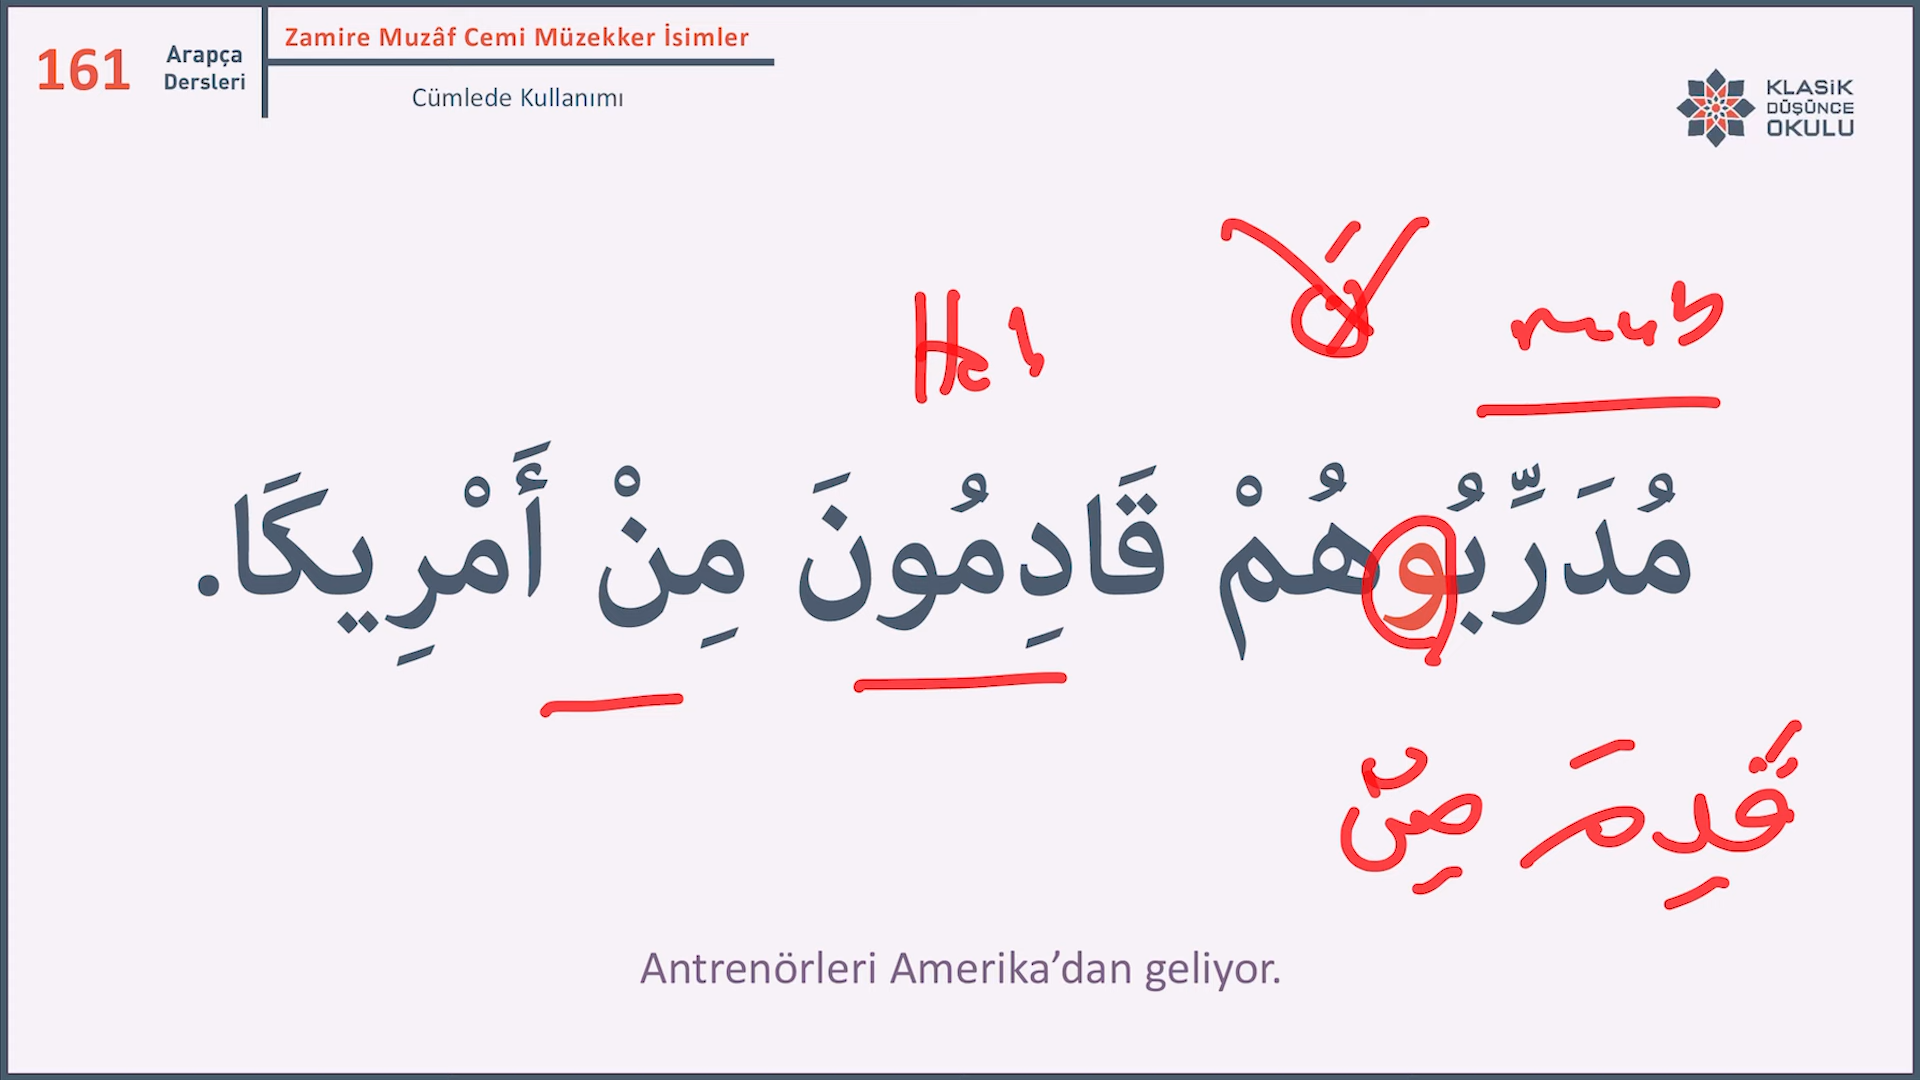 161
Arapça
Dersleri
Zamire Muzâf Cemi Müzekker İsimler
Cümlede Kullanımı
KLASİK
DÜŞÜNCE
OKULU
mub
نَ
مُدَرِّبُوهُمْ قَادِمُونَ مِنْ أَمْرِيكَا.
قَدِمَ مِنْ
Antrenörleri Amerika’dan geliyor.